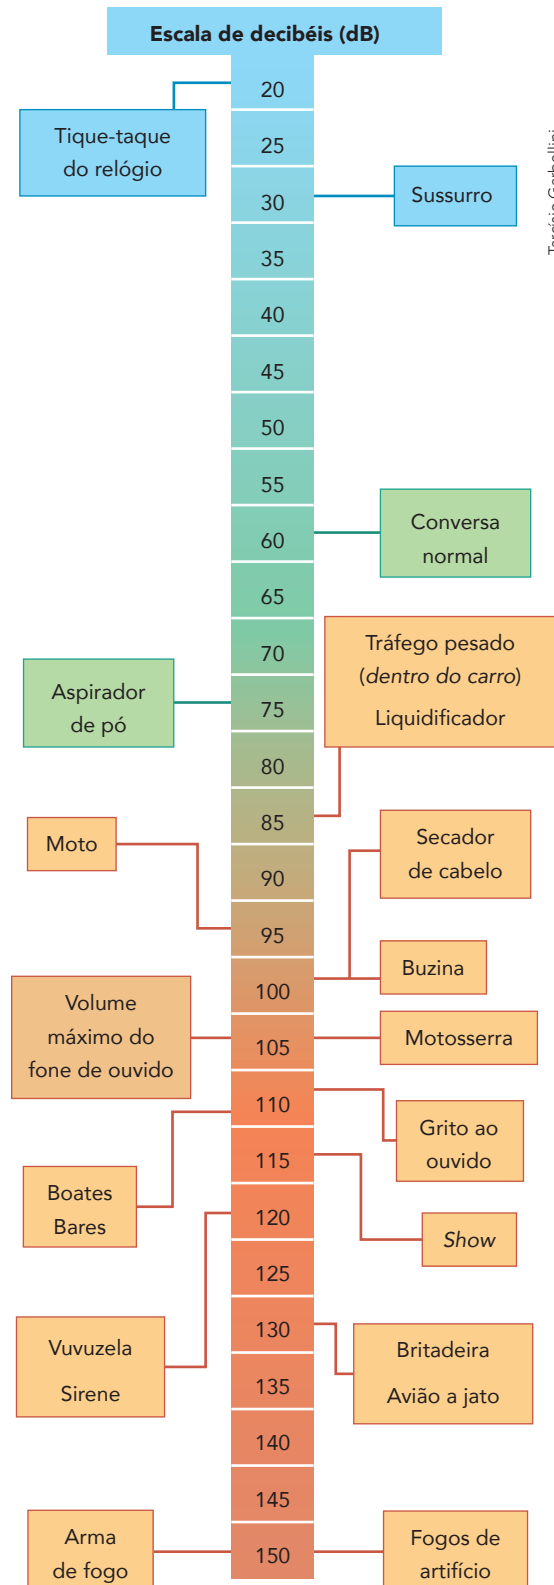 Escala de decibéis (dB)
20
Tique-taque
do relógio
25
30
Sussurro
35
40
45
50
55
60
Conversa
normal
65
70
Tráfego pesado
(dentro do carro)
Liquidificador
Aspirador
de pó
75
80
85
Moto
Secador
de cabelo
90
95
Buzina
100
Volume
máximo do
fone de ouvido
105
Motosserra
110
Grito ao
ouvido
115
Boates
Bares
120
Show
125
130
Vuvuzela
Sirene
Britadeira
Avião a jato
135
140
145
Arma
de fogo
150
Fogos de
artifício